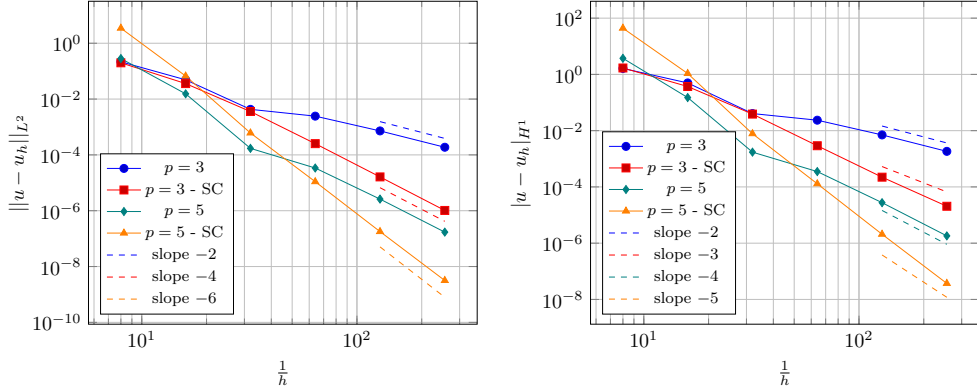 10^0
10^{-2}
10^{-4}
10^{-6}
10^{-8}
10^{-10}
||u − u_h||_{L^2}
p = 3
p = 3 - SC
p = 5
p = 5 - SC
slope −2
slope −4
slope −6
10^1
10^2
1/h
10^2
10^0
10^{-2}
10^{-4}
10^{-6}
10^{-8}
|u − u_h|_{H^1}
p = 3
p = 3 - SC
p = 5
p = 5 - SC
slope −2
slope −3
slope −4
slope −5
10^1
10^2
1/h